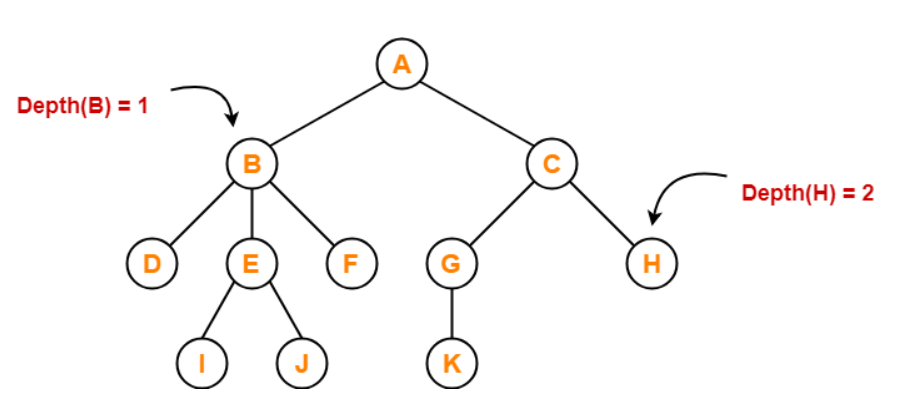 A
Depth(B) = 1
B
C
Depth(H) = 2
D
E
F
G
H
I
J
K